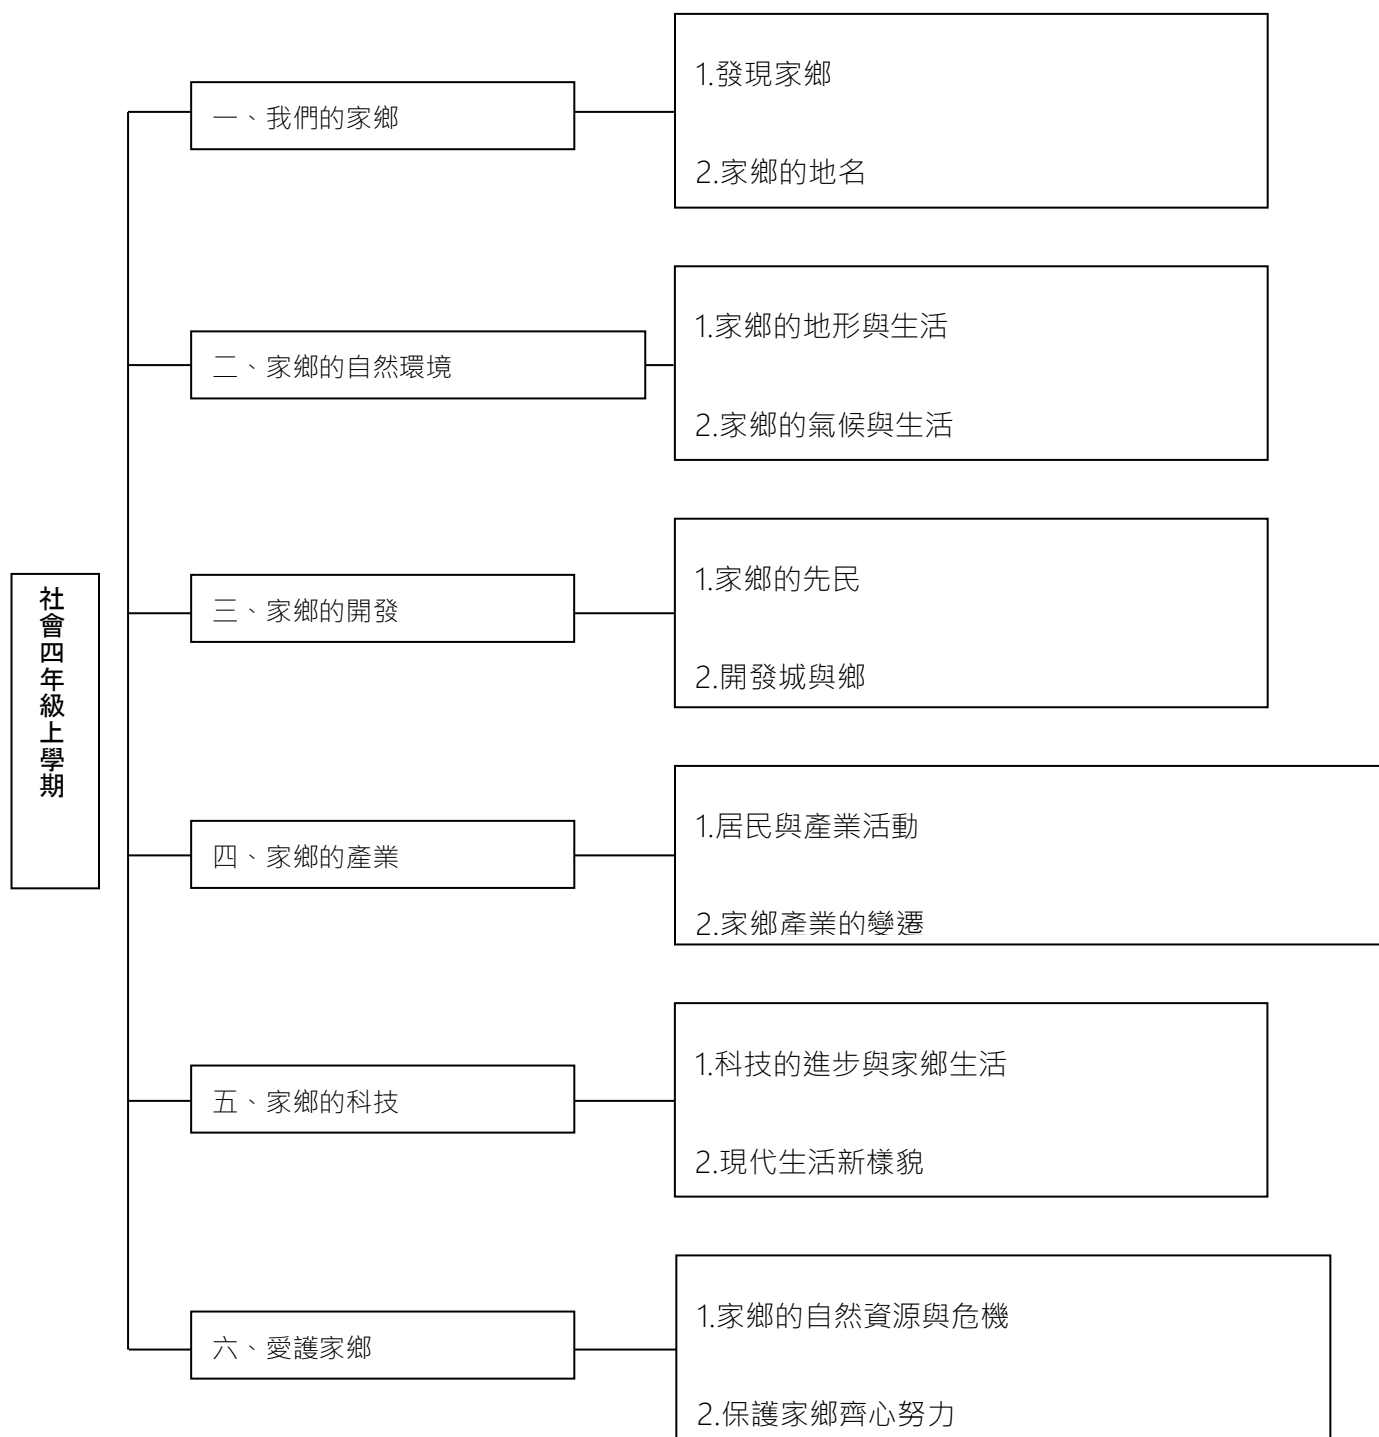 社會四年級上學期
一、我們的家鄉
1.發現家鄉
2.家鄉的地名
二、家鄉的自然環境
1.家鄉的地形與生活
2.家鄉的氣候與生活
三、家鄉的開發
1.家鄉的先民
2.開發城與鄉
四、家鄉的產業
1.居民與產業活動
2.家鄉產業的變遷
五、家鄉的科技
1.科技的進步與家鄉生活
2.現代生活新樣貌
六、愛護家鄉
1.家鄉的自然資源與危機
2.保護家鄉齊心努力